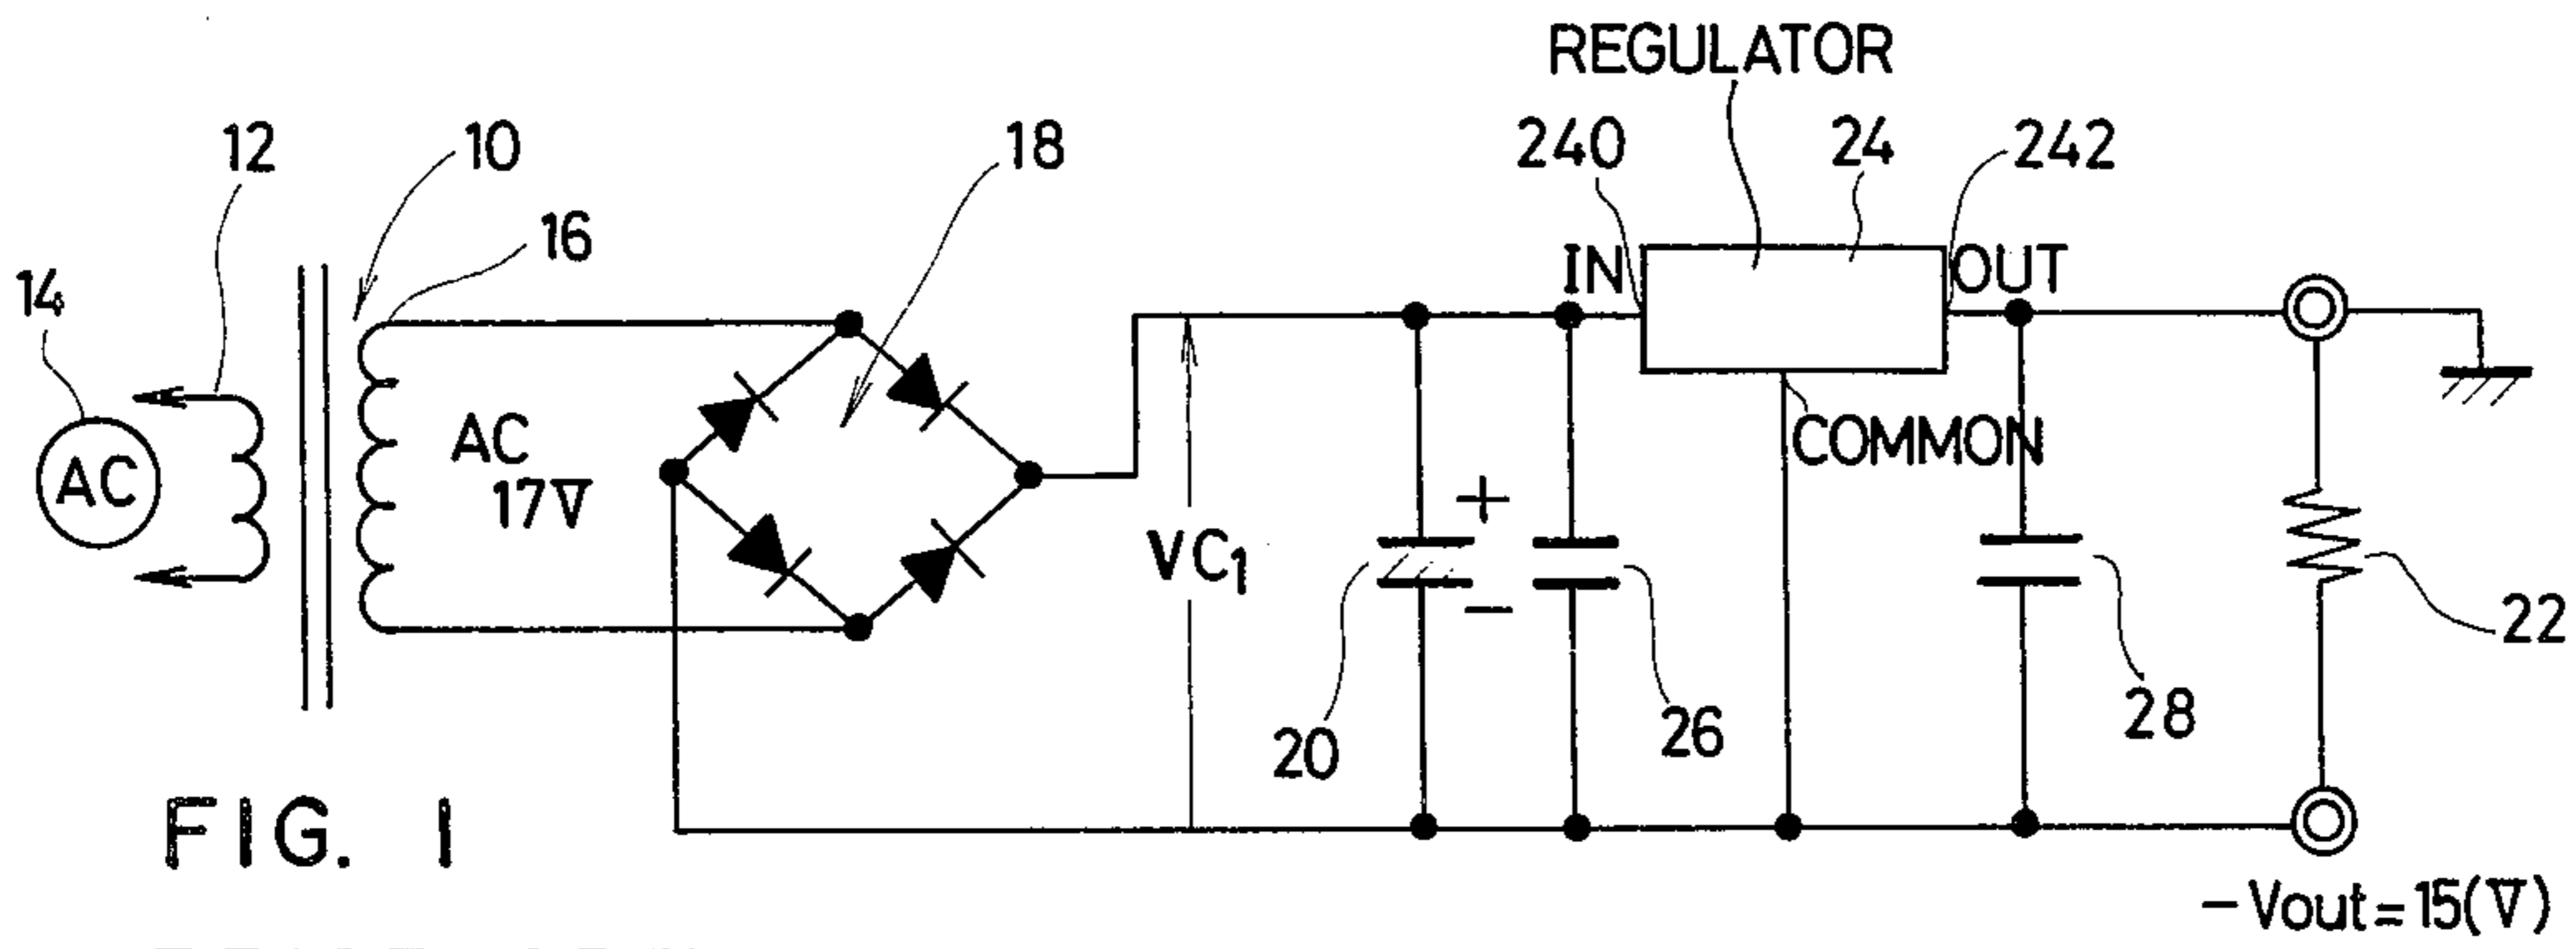 REGULATOR
12
10
18
240
24
242
16
14
IN
OUT
AC
AC
17V
COMMON
+
VC1
−
20
26
28
22
FIG. 1
−Vout=15(V)